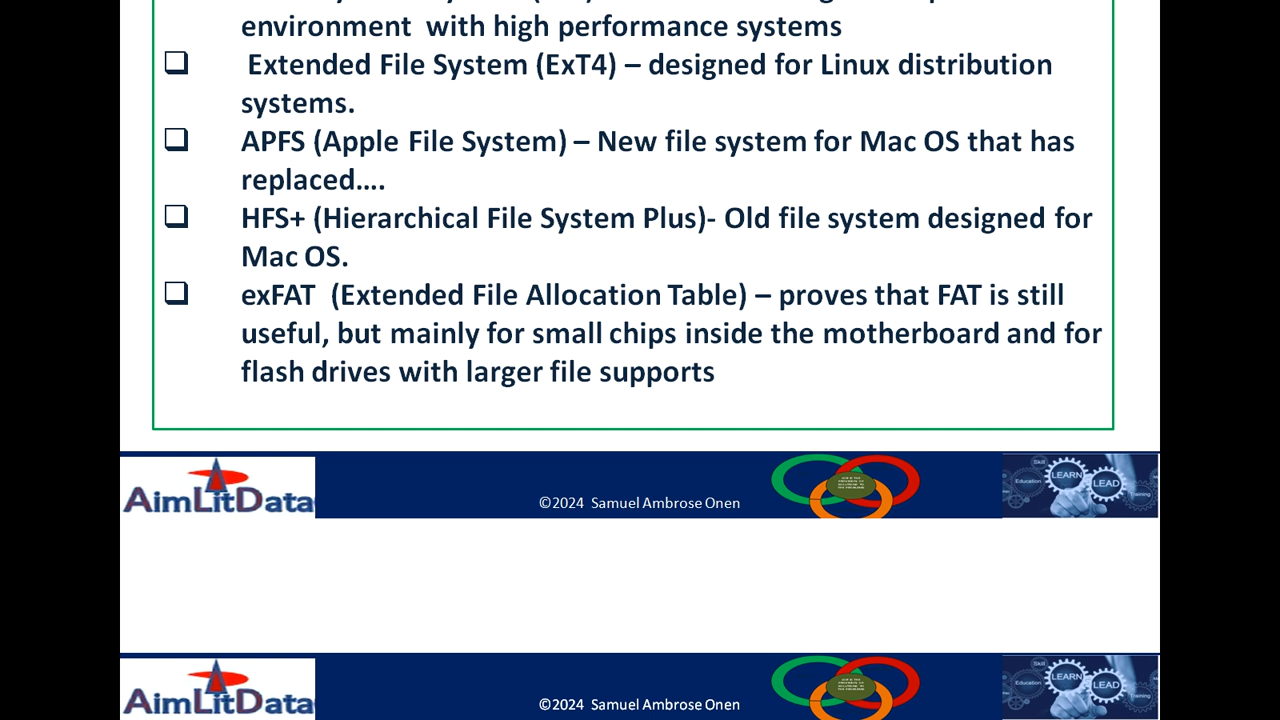 environment with high performance systems
❑ Extended File System (ExT4) – designed for Linux distribution
systems.
❑ APFS (Apple File System) – New file system for Mac OS that has
replaced....
❑ HFS+ (Hierarchical File System Plus)- Old file system designed for
Mac OS.
❑ exFAT (Extended File Allocation Table) – proves that FAT is still
useful, but mainly for small chips inside the motherboard and for
flash drives with larger file supports
AimLitData
©2024 Samuel Ambrose Onen
Skill
Education
LEARN
LEAD
Training
AimLitData
©2024 Samuel Ambrose Onen
Skill
Education
LEARN
LEAD
Training